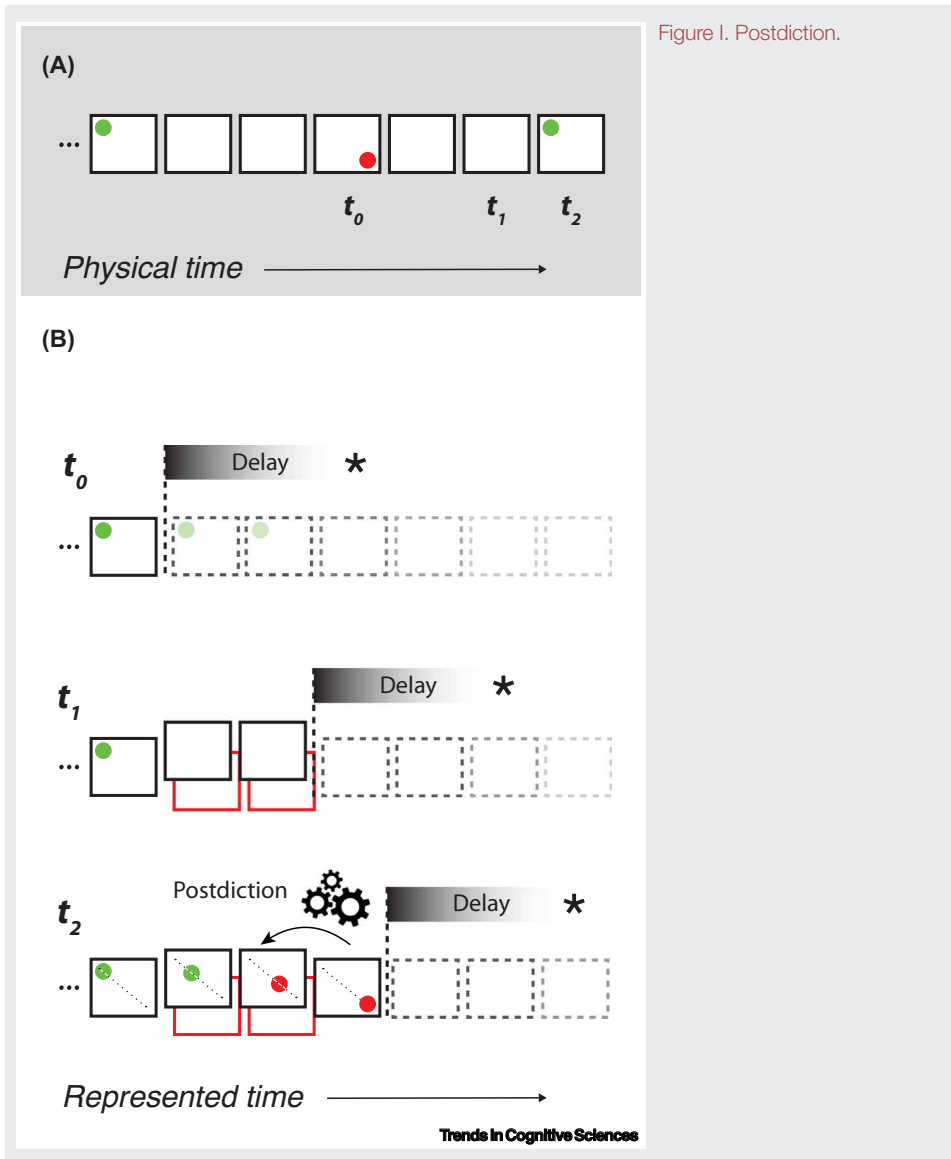 Figure I. Postdiction.
(A)
...
t0 t1 t2
Physical time
(B)
t0
Delay *
...
t1
Delay *
...
Postdiction
t2
Delay *
...
Represented time
Trends in Cognitive Sciences